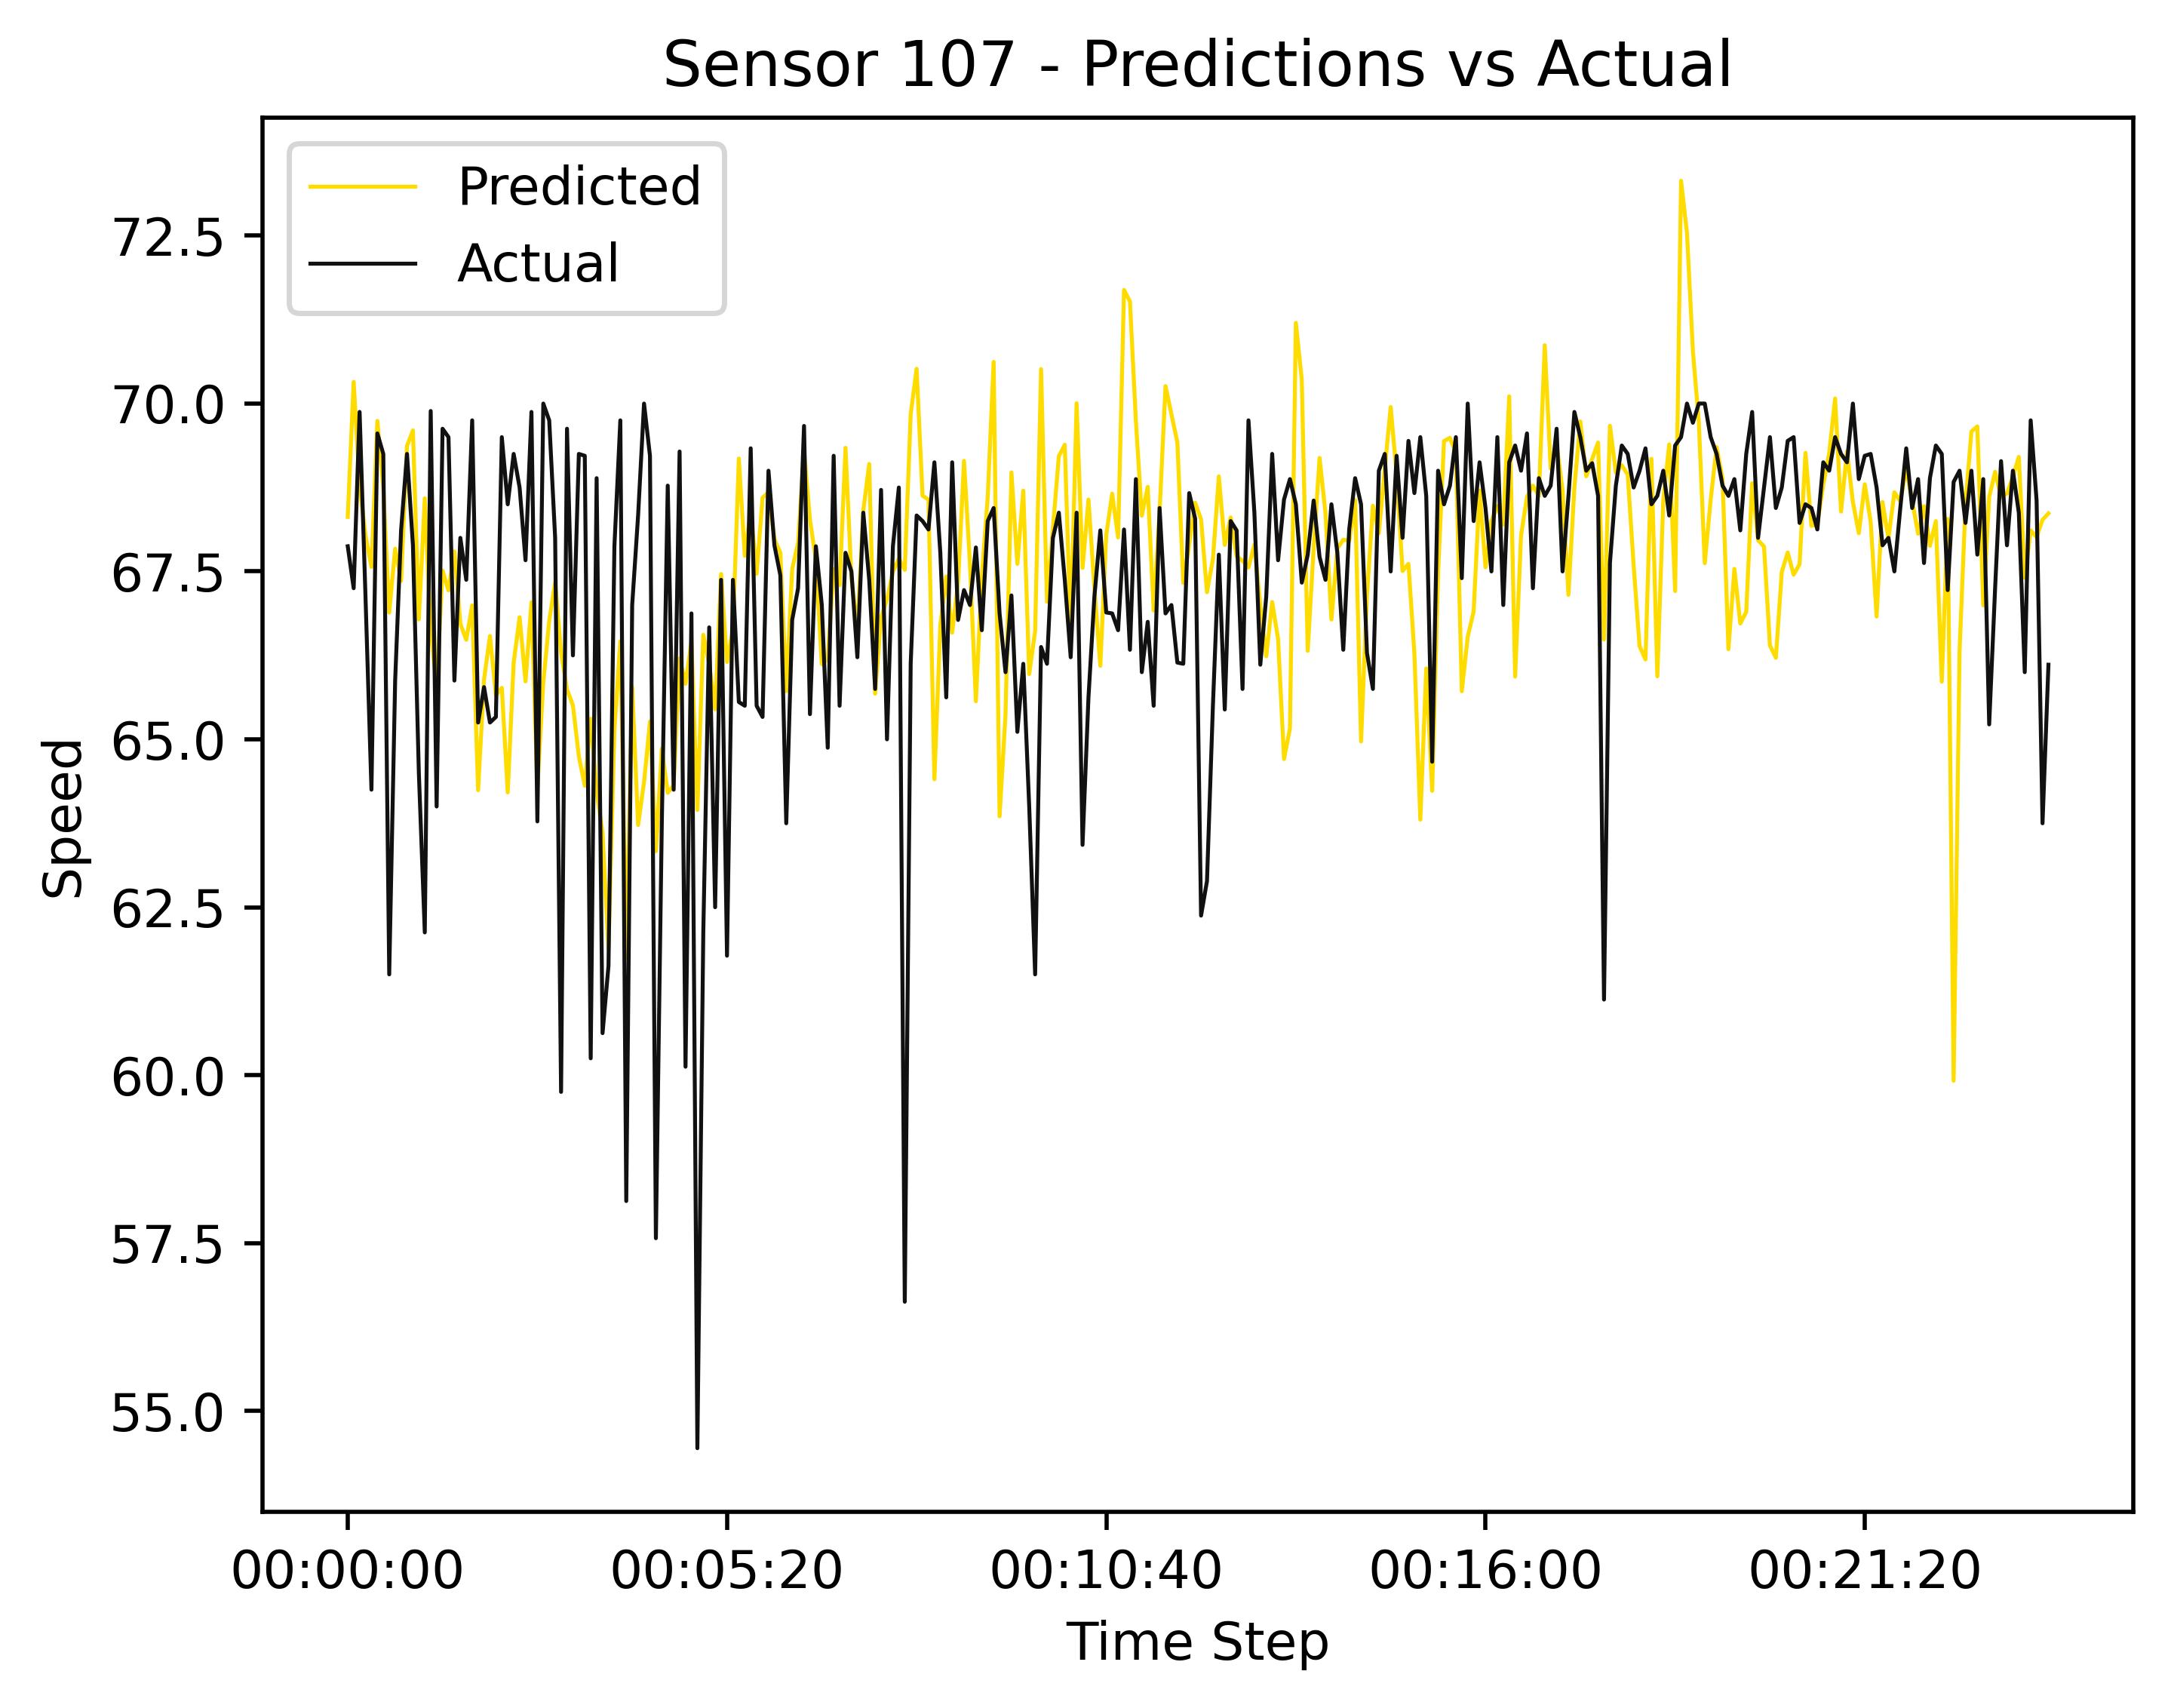 Sensor 107 - Predictions vs Actual
Predicted
Actual
72.5
70.0
67.5
65.0
62.5
60.0
57.5
55.0
Speed
00:00:00
00:05:20
00:10:40
00:16:00
00:21:20
Time Step